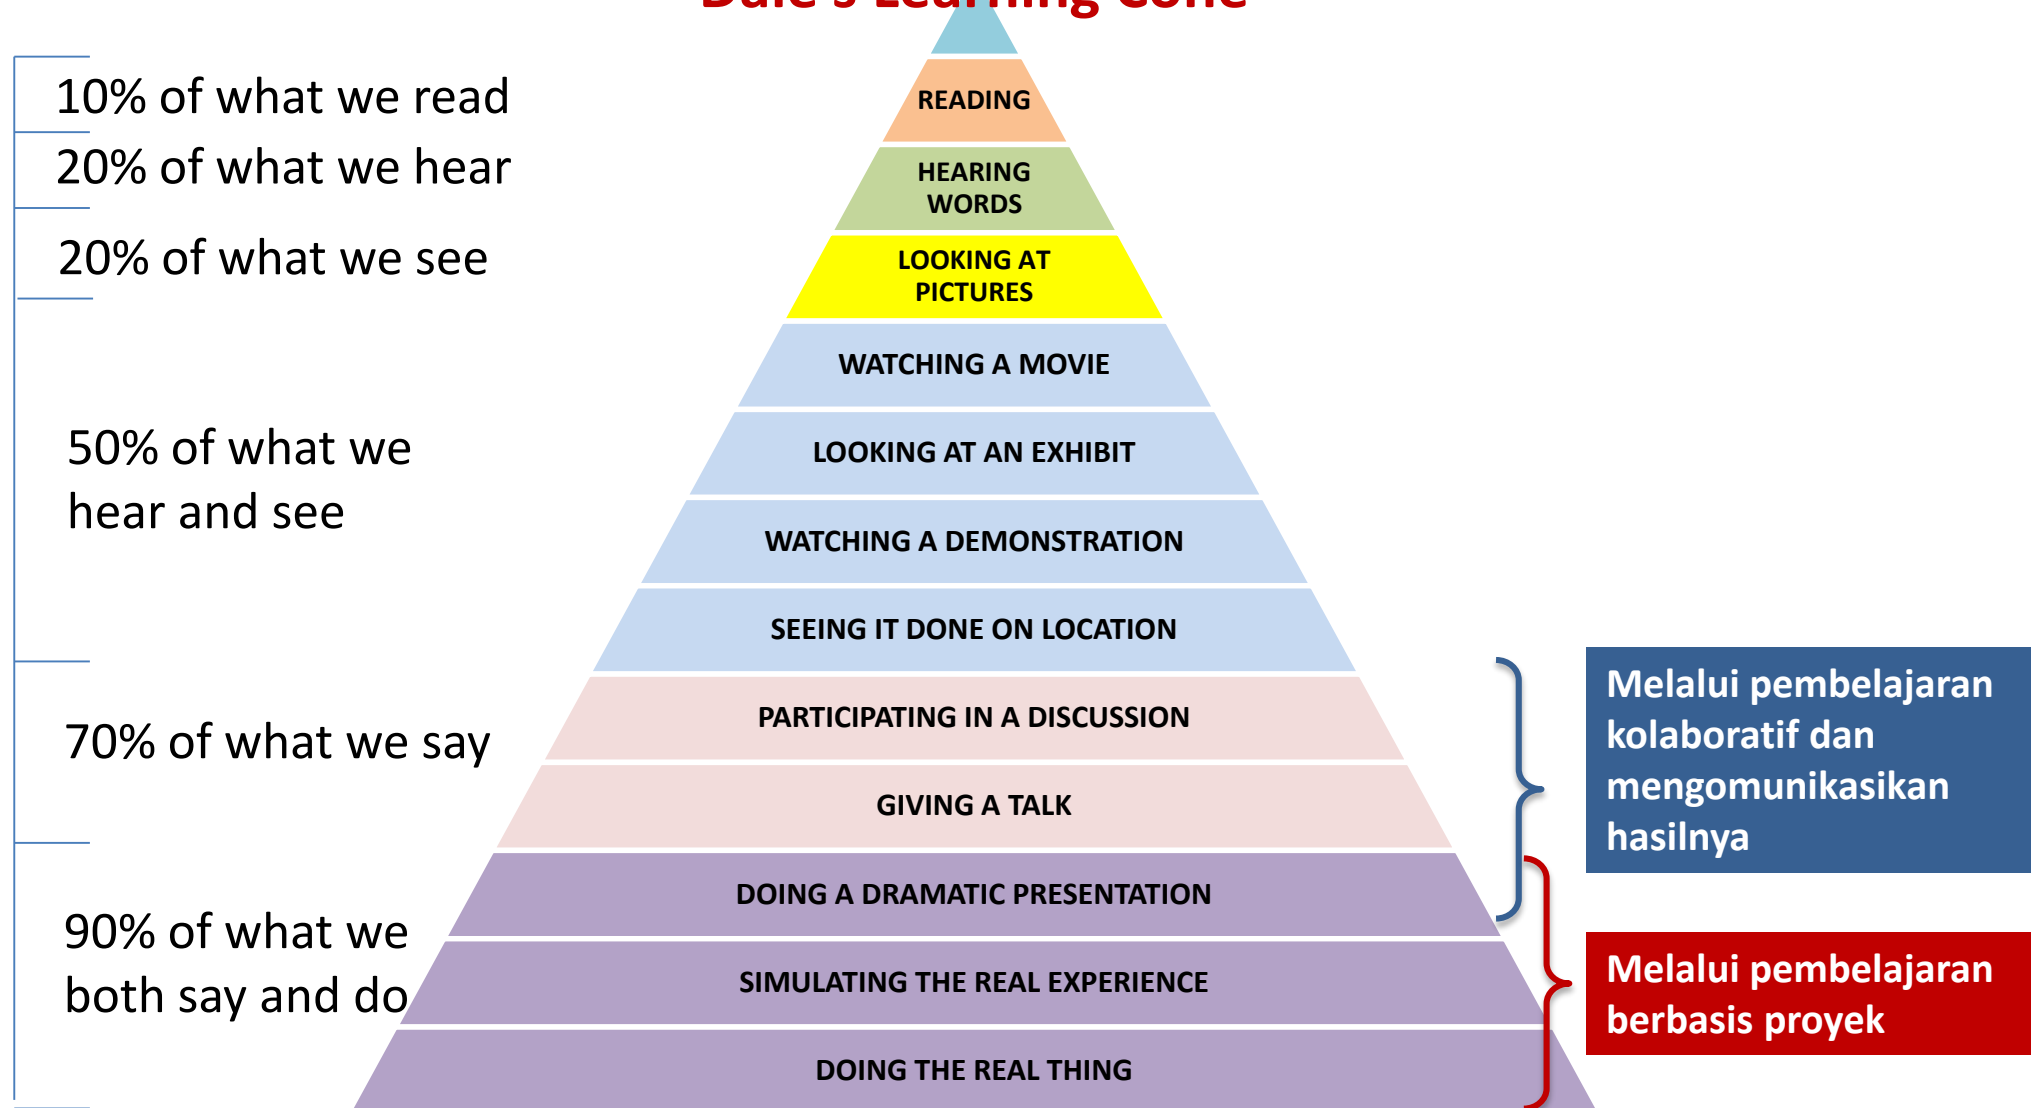 Dale's Learning Cone
10% of what we read
20% of what we hear
20% of what we see
50% of what we
hear and see
70% of what we say
90% of what we
both say and do
READING
HEARING
WORDS
LOOKING AT
PICTURES
WATCHING A MOVIE
LOOKING AT AN EXHIBIT
WATCHING A DEMONSTRATION
SEEING IT DONE ON LOCATION
PARTICIPATING IN A DISCUSSION
GIVING A TALK
DOING A DRAMATIC PRESENTATION
SIMULATING THE REAL EXPERIENCE
DOING THE REAL THING
Melalui pembelajaran
kolaboratif dan
mengomunikasikan
hasilnya
Melalui pembelajaran
berbasis proyek